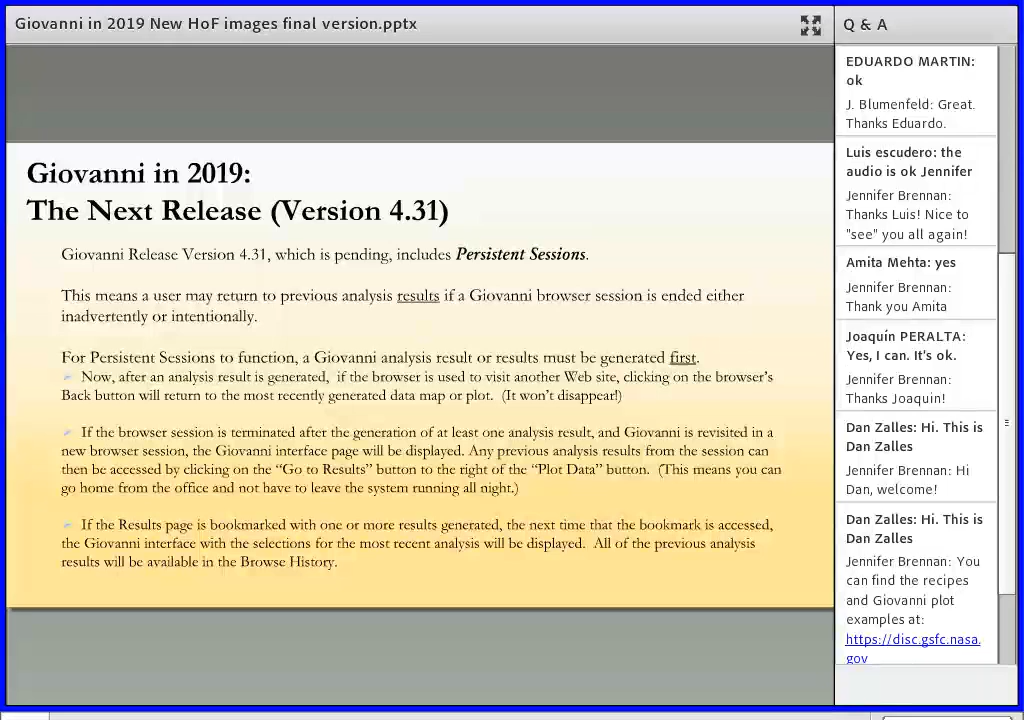 Giovanni in 2019 New HoF images final version.pptx
Giovanni in 2019:
The Next Release (Version 4.31)
Giovanni Release Version 4.31, which is pending, includes Persistent Sessions.
This means a user may return to previous analysis results if a Giovanni browser session is ended either
inadvertently or intentionally.
For Persistent Sessions to function, a Giovanni analysis result or results must be generated first.
Now, after an analysis result is generated,  if the browser is used to visit another Web site, clicking on the browser's
Back button will return to the most recently generated data map or plot.  (It won't disappear!)
If the browser session is terminated after the generation of at least one analysis result, and Giovanni is revisited in a
new browser session, the Giovanni interface page will be displayed. Any previous analysis results from the session can
then be accessed by clicking on the “Go to Results” button to the right of the “Plot Data” button.  (This means you can
go home from the office and not have to leave the system running all night.)
If the Results page is bookmarked with one or more results generated, the next time that the bookmark is accessed,
the Giovanni interface with the selections for the most recent analysis will be displayed.  All of the previous analysis
results will be available in the Browse History.
Q & A
EDUARDO MARTIN:
ok
J. Blumenfeld: Great.
Thanks Eduardo.
Luis escudero: the
audio is ok Jennifer
Jennifer Brennan:
Thanks Luis! Nice to
"see" you all again!
Amita Mehta: yes
Jennifer Brennan:
Thank you Amita
Joaquín PERALTA:
Yes, I can. It's ok.
Jennifer Brennan:
Thanks Joaquin!
Dan Zalles: Hi. This is
Dan Zalles
Jennifer Brennan: Hi
Dan, welcome!
Dan Zalles: Hi. This is
Dan Zalles
Jennifer Brennan: You
can find the recipes
and Giovanni plot
examples at:
https://disc.gsfc.nasa.
gov